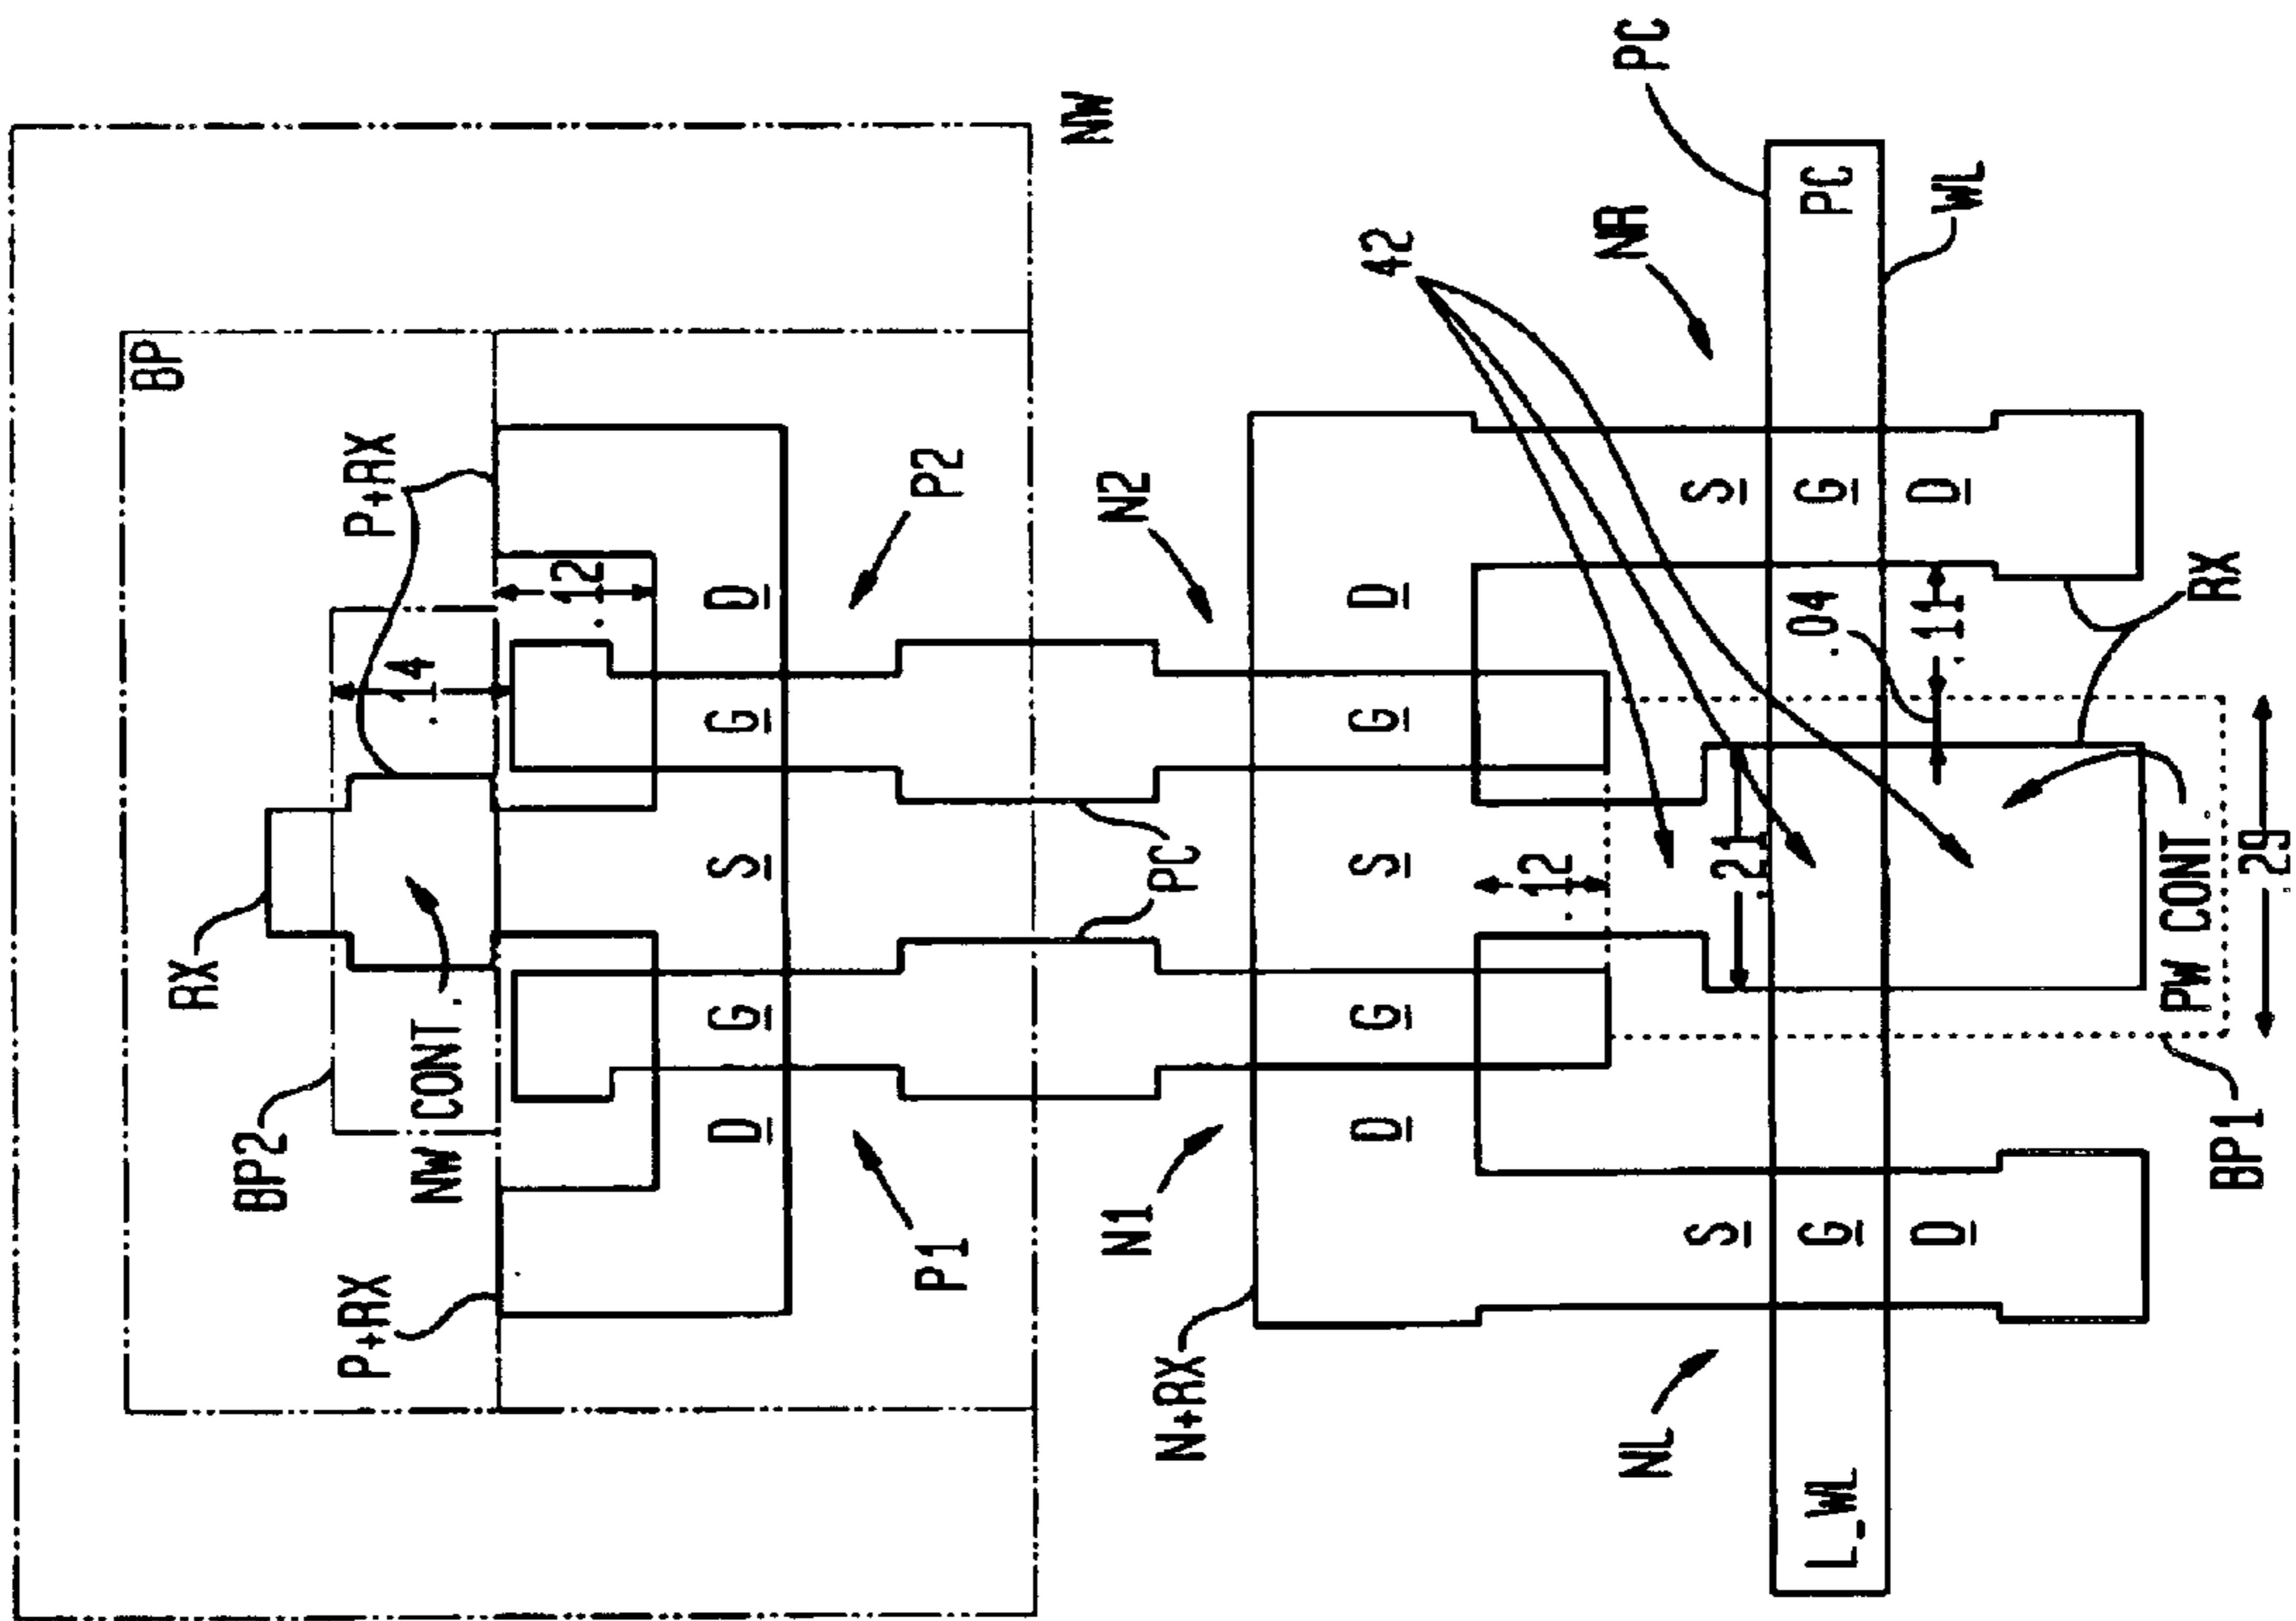 NW
BP
P+RX
.12
.14
RX
BP2
NW CONT.
P+RX
D
G
S
G
D
P2
P1
PC
N2
N1
N+RX
D
G
S
G
D
.12
42
NR
NL
PC
PC
WL
L_WL
S
G
D
S
G
D
.04
.11
.21
RX
PW CONT.
.29
BP1